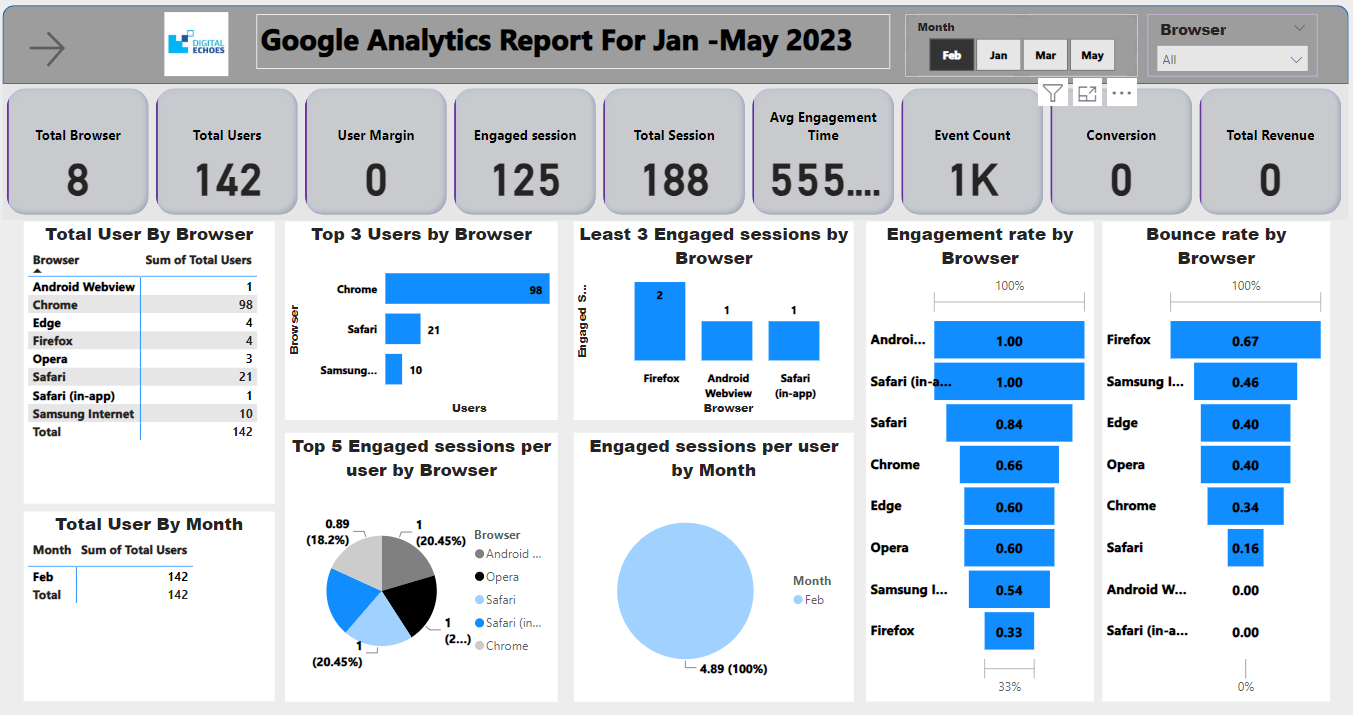 DIGITAL
ECHOES
Google Analytics Report For Jan -May 2023
Month
Feb Jan Mar May
Browser
All
Total Browser
8
Total Users
142
User Margin
0
Engaged session
125
Total Session
188
Avg Engagement
Time
555....
Event Count
1K
Conversion
0
Total Revenue
0
Total User By Browser
Browser Sum of Total Users
Android Webview 1
Chrome 98
Edge 4
Firefox 4
Opera 3
Safari 21
Safari (in-app) 1
Samsung Internet 10
Total 142
Total User By Month
Month Sum of Total Users
Feb 142
Total 142
Top 3 Users by Browser
Browser
Chrome 98
Safari 21
Samsung... 10
Users
Least 3 Engaged sessions by
Browser
Engaged S...
2 1 1
Firefox
Android
Webview
Safari
(in-app)
Browser
Top 5 Engaged sessions per
user by Browser
0.89
(18.2%)
1
(20.45%)
1
(2...)
1
(20.45%)
Browser
Android ...
Opera
Safari
Safari (in...
Chrome
Engaged sessions per user
by Month
4.89 (100%)
Month
Feb
Engagement rate by
Browser
100%
Androi... 1.00
Safari (in-a... 1.00
Safari 0.84
Chrome 0.66
Edge 0.60
Opera 0.60
Samsung I... 0.54
Firefox 0.33
33%
Bounce rate by
Browser
100%
Firefox 0.67
Samsung I... 0.46
Edge 0.40
Opera 0.40
Chrome 0.34
Safari 0.16
Android W... 0.00
Safari (in-a... 0.00
0%